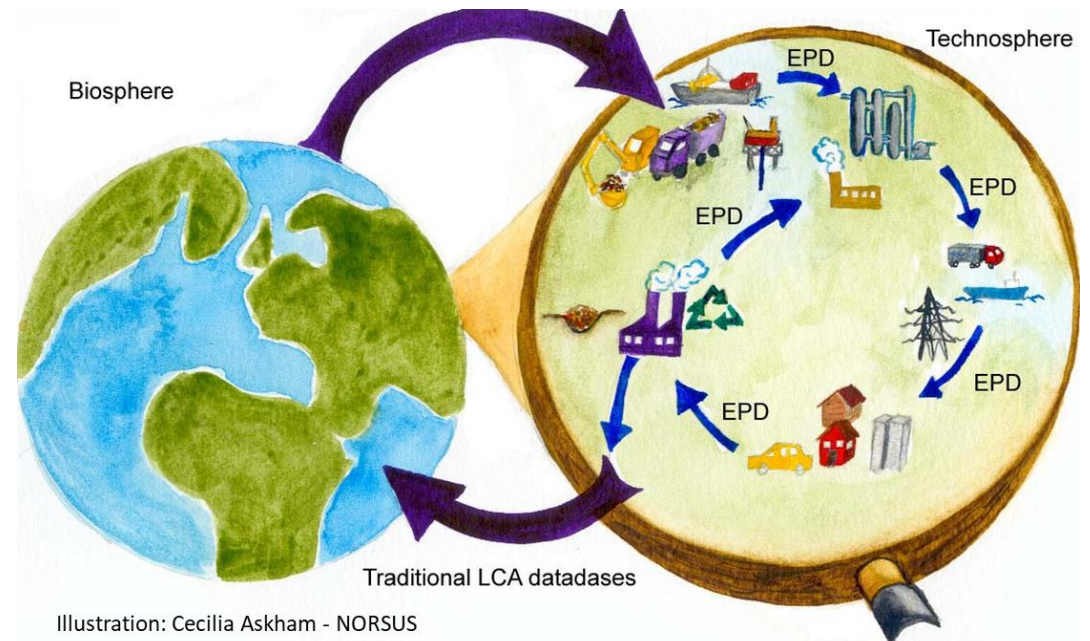 Technosphere
Biosphere
EPD
EPD
EPD
EPD
EPD
Traditional LCA datadases
Illustration: Cecilia Askham - NORSUS